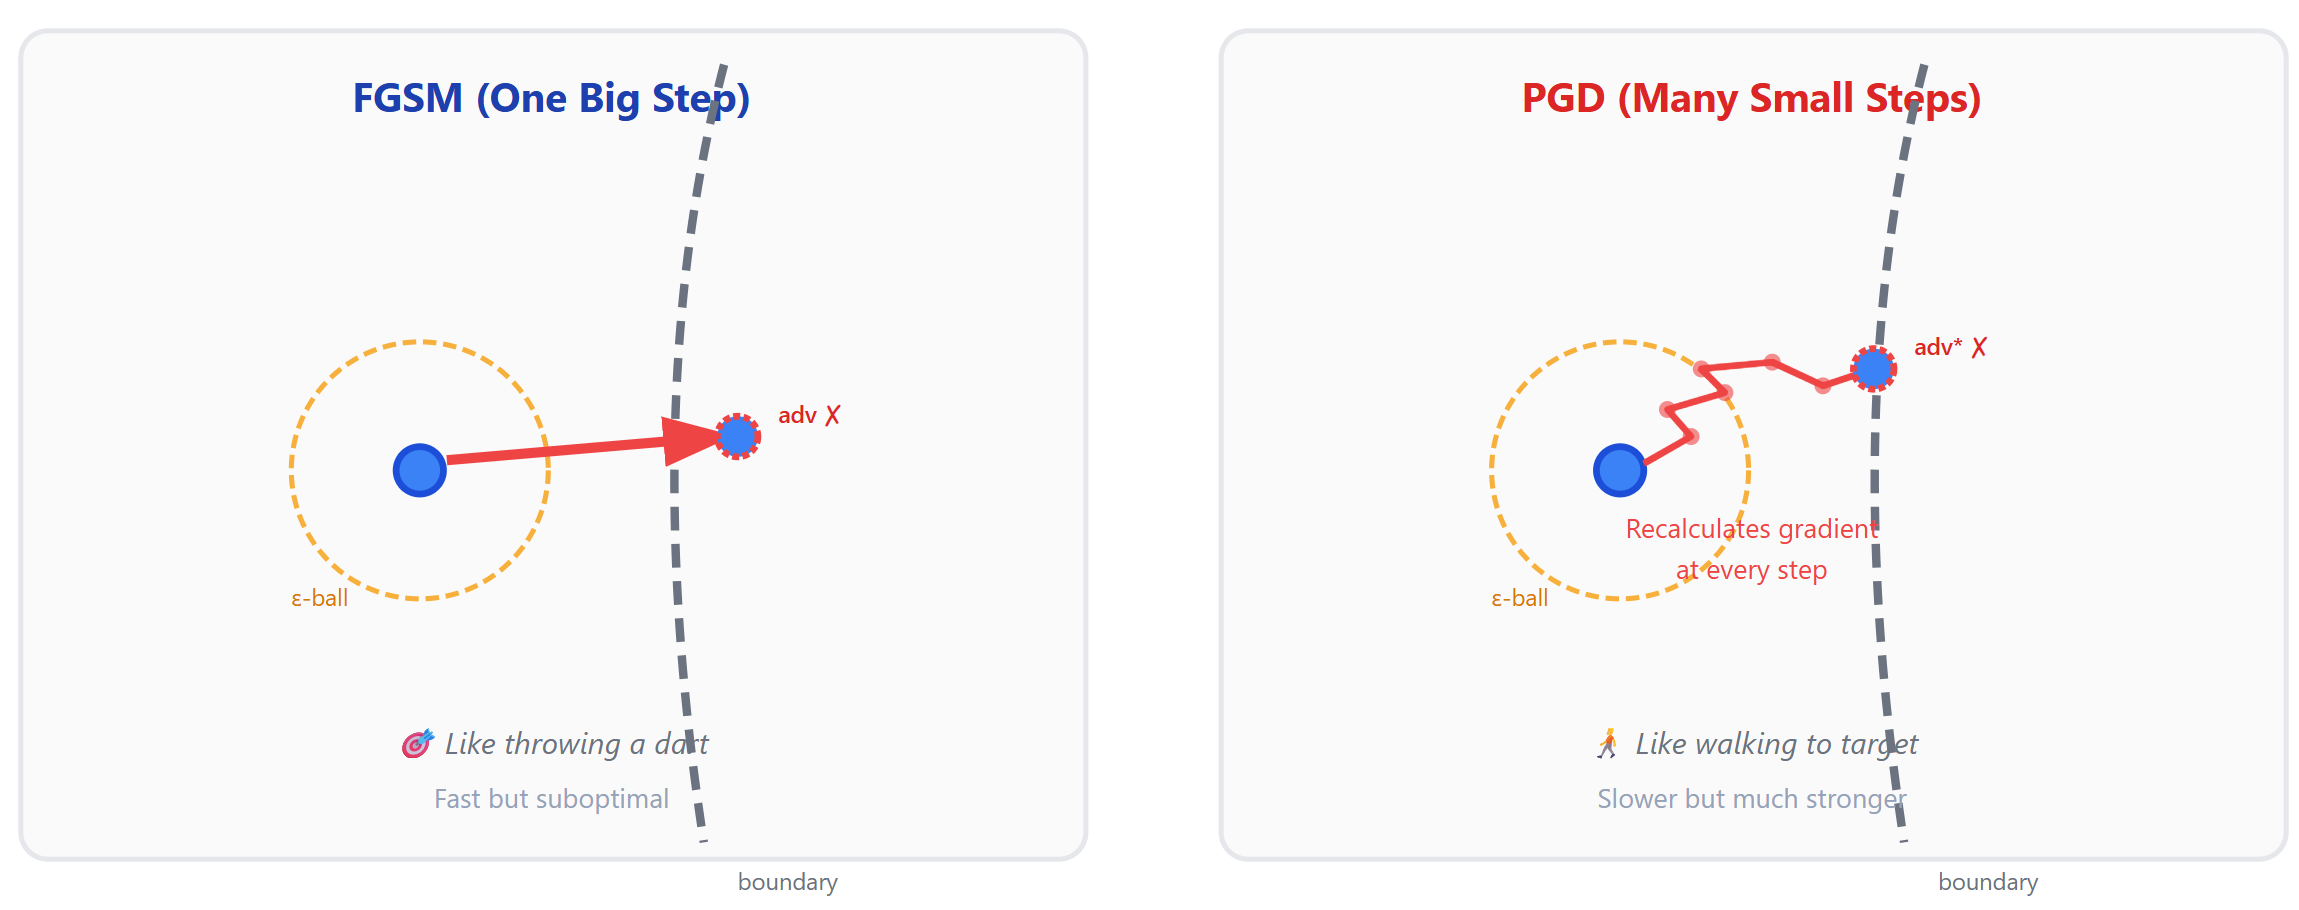 FGSM (One Big Step)
adv ✗
ε-ball
🎯 Like throwing a dart
Fast but suboptimal
boundary
PGD (Many Small Steps)
adv* ✗
Recalculates gradient
at every step
ε-ball
🚶 Like walking to target
Slower but much stronger
boundary